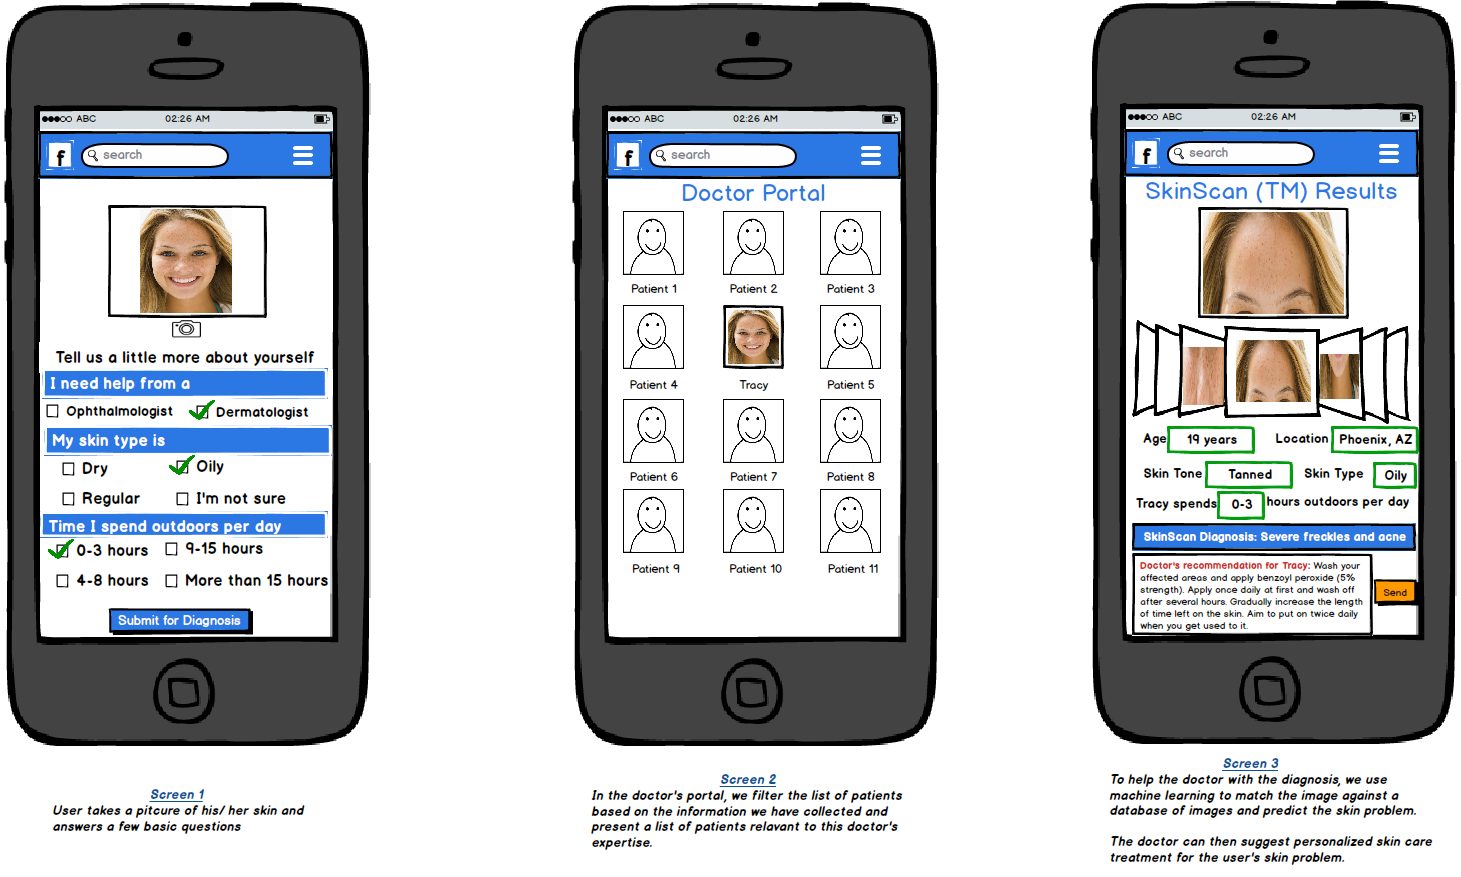 ABC 02:26 AM
f search
Tell us a little more about yourself
I need help from a
Ophthalmologist Dermatologist
My skin type is
Dry Oily
Regular I'm not sure
Time I spend outdoors per day
0-3 hours 9-15 hours
4-8 hours More than 15 hours
Submit for Diagnosis
Screen 1
User takes a pitcure of his/ her skin and
answers a few basic questions
ABC 02:26 AM
f search
Doctor Portal
Patient 1 Patient 2 Patient 3
Patient 4 Tracy Patient 5
Patient 6 Patient 7 Patient 8
Patient 9 Patient 10 Patient 11
Screen 2
In the doctor's portal, we filter the list of patients
based on the information we have collected and
present a list of patients relavant to this doctor's
expertise.
ABC 02:26 AM
f search
SkinScan (TM) Results
Age 19 years Location Phoenix, AZ
Skin Tone Tanned Skin Type Oily
Tracy spends 0-3 hours outdoors per day
SkinScan Diagnosis: Severe freckles and acne
Doctor's recommendation for Tracy: Wash your
affected areas and apply benzoyl peroxide (5%
strength). Apply once daily at first and wash off
after several hours. Gradually increase the length
of time left on the skin. Aim to put on twice daily
when you get used to it.
Send
Screen 3
To help the doctor with the diagnosis, we use
machine learning to match the image against a
database of images and predict the skin problem.
The doctor can then suggest personalized skin care
treatment for the user's skin problem.